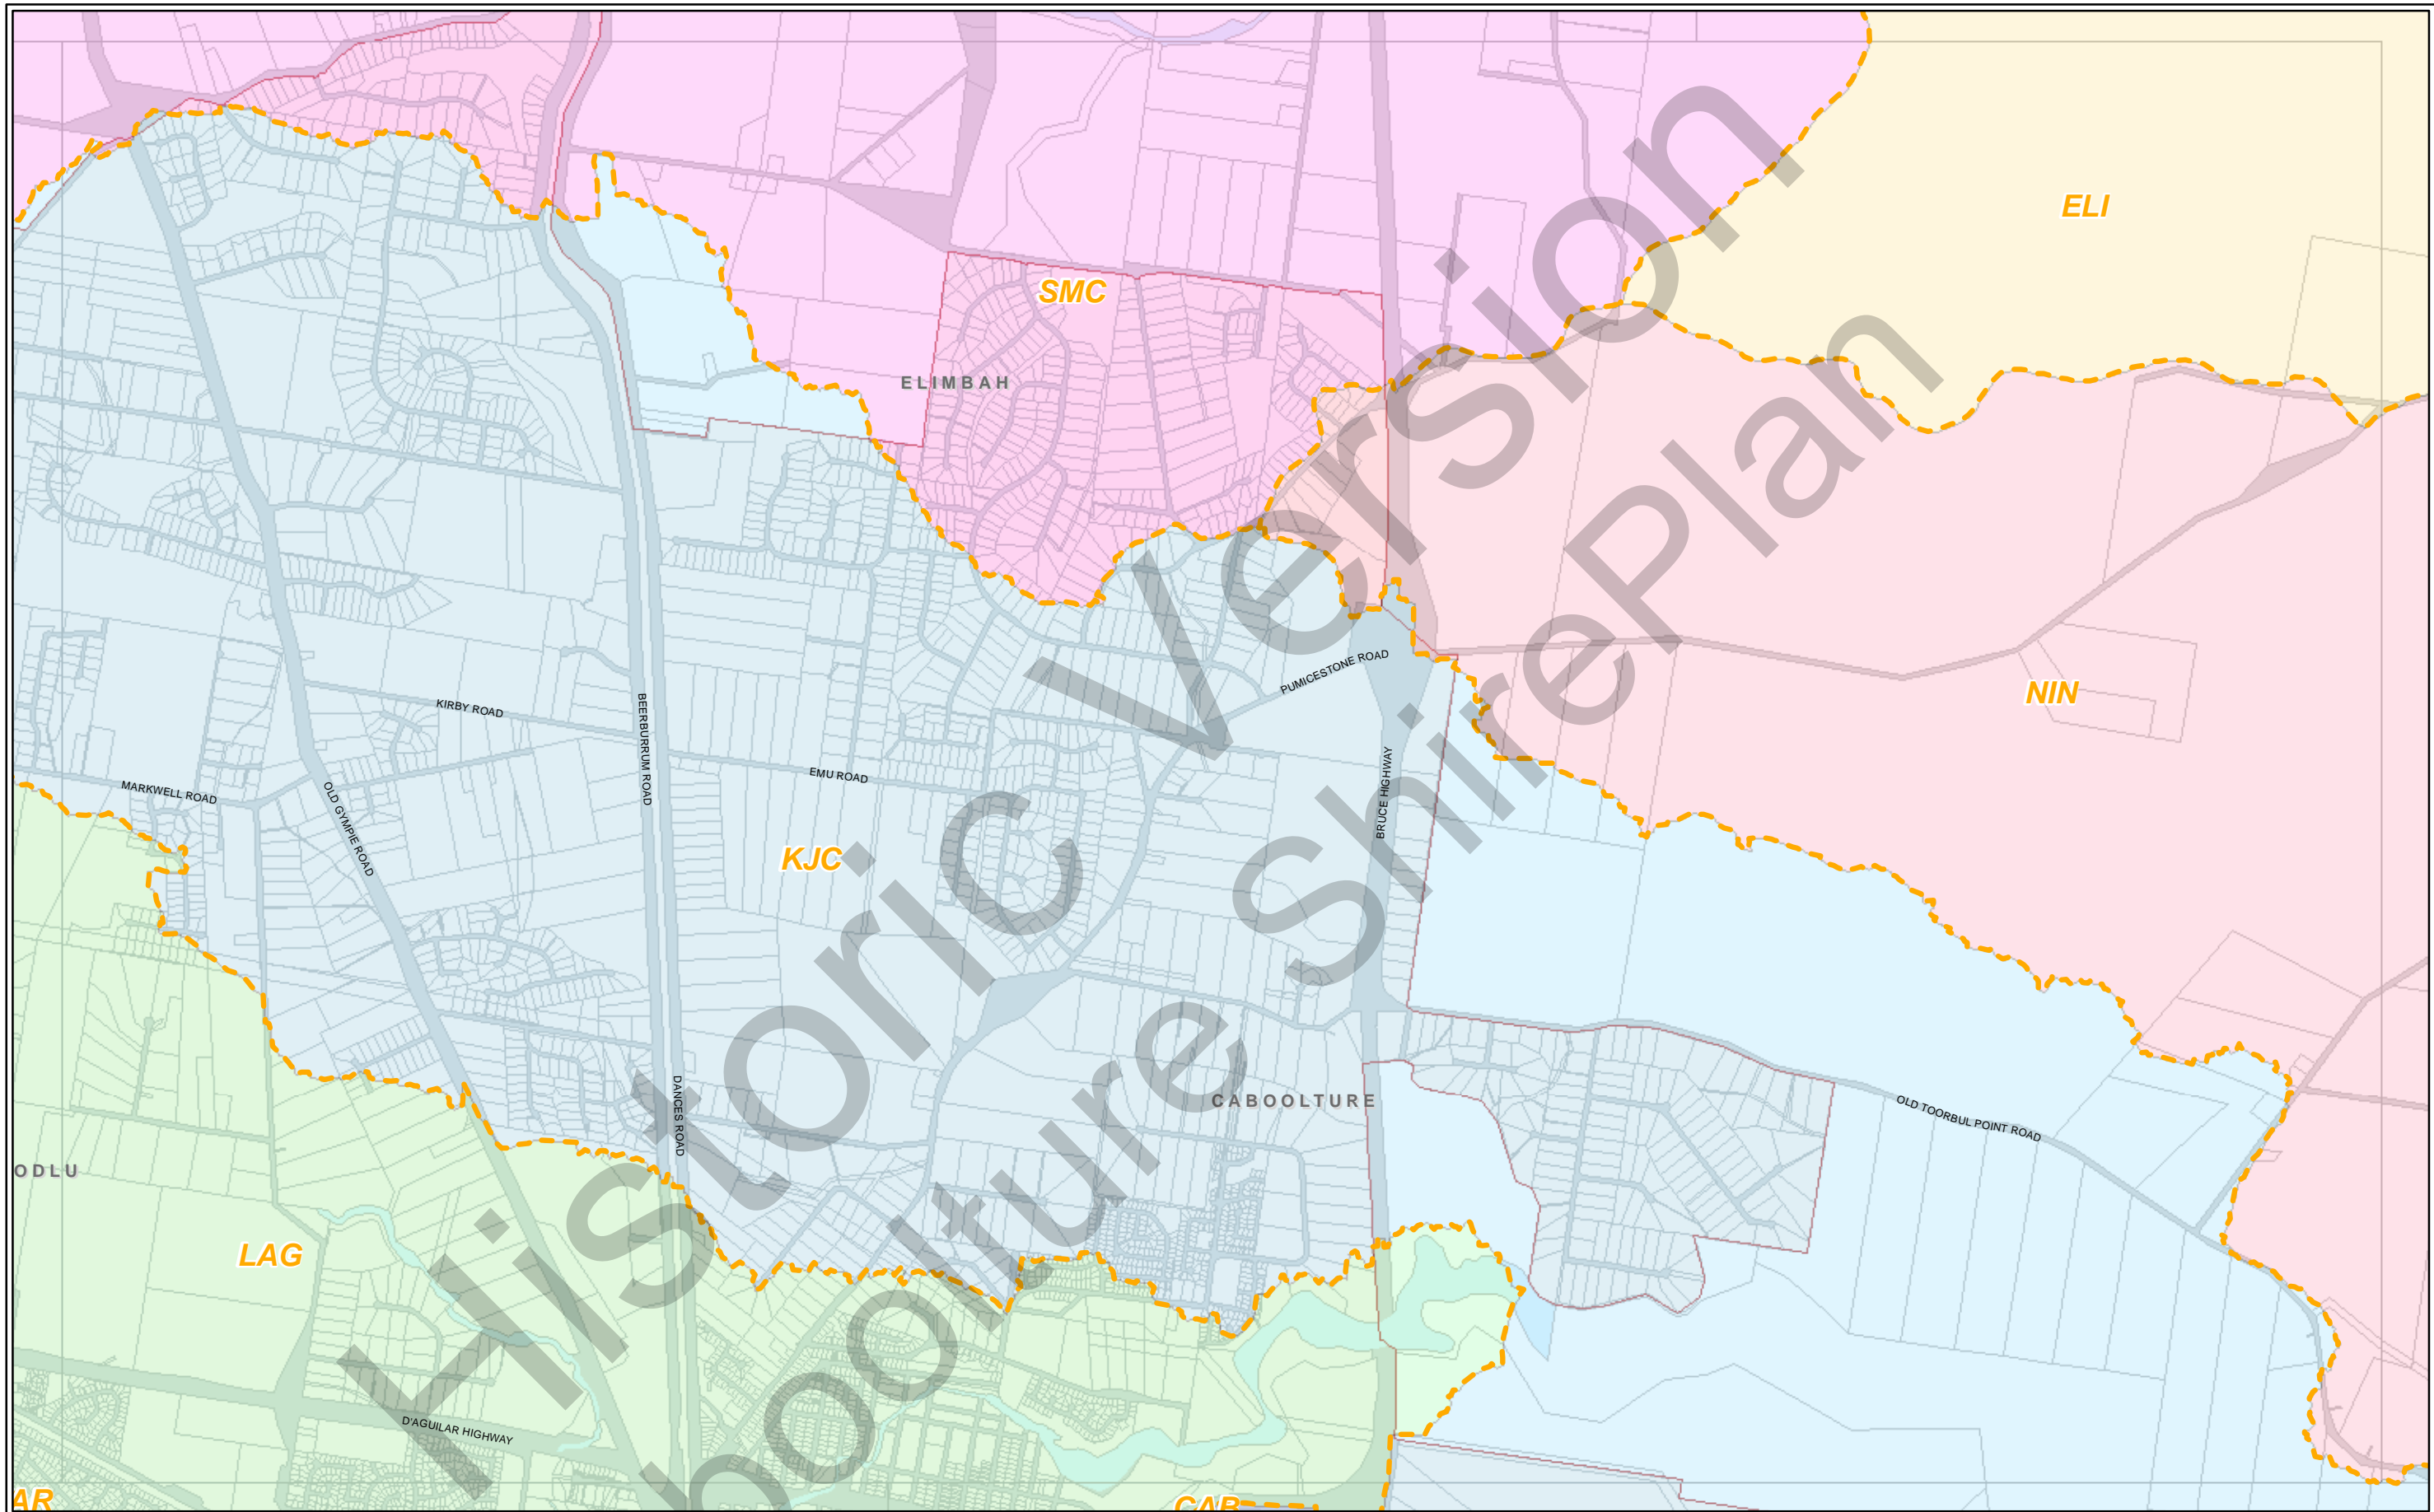 ELI
SMC
ELIMBAH
PUMICESTONE ROAD
NIN
KIRBY ROAD
BEERBURRUM ROAD
EMU ROAD
BRUCE HIGHWAY
MARKWELL ROAD
OLD GYMPIE ROAD
KJC
DANCES ROAD
CABOOLTURE
OLD TOORBUL POINT ROAD
ODLU
LAG
D'AGUILAR HIGHWAY
AR
CAB
Historic Version
boolture ShirePlan